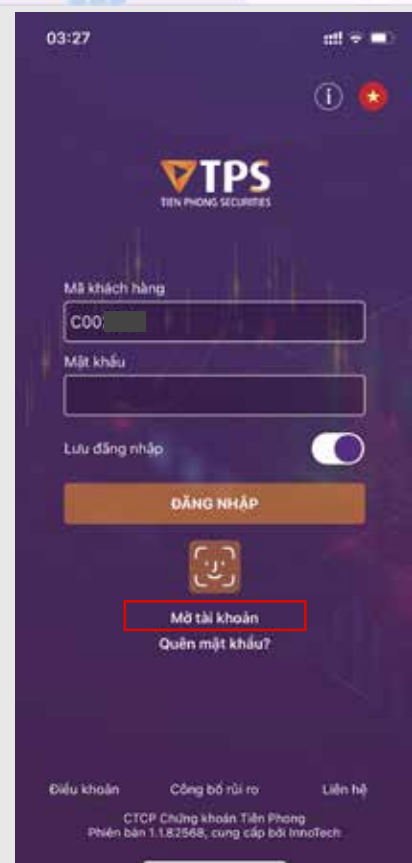 03:27
TPS
TIEN PHONG SECURITIES
Mã khách hàng
C00
Mật khẩu
Lưu đăng nhập
ĐĂNG NHẬP
Mở tài khoản
Quên mật khẩu?
Điều khoản Công bố rủi ro Liên hệ
CTCP Chứng khoán Tiên Phong
Phiên bản 1.1.82568, cung cấp bởi InnoTech